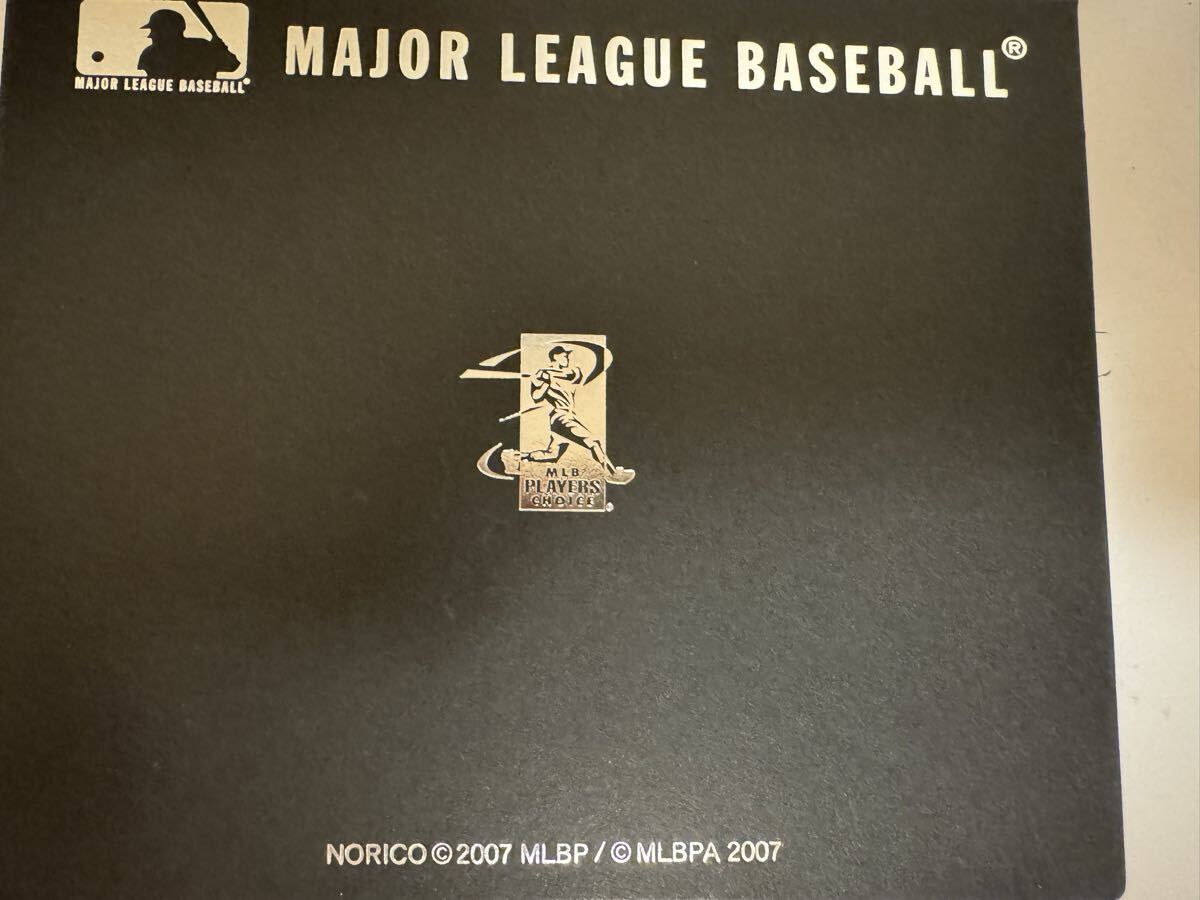 MAJOR LEAGUE BASEBALL®
MAJOR LEAGUE BASEBALL®
MLB
PLAYERS
CHOICE®
NORICO © 2007 MLBP / © MLBPA 2007